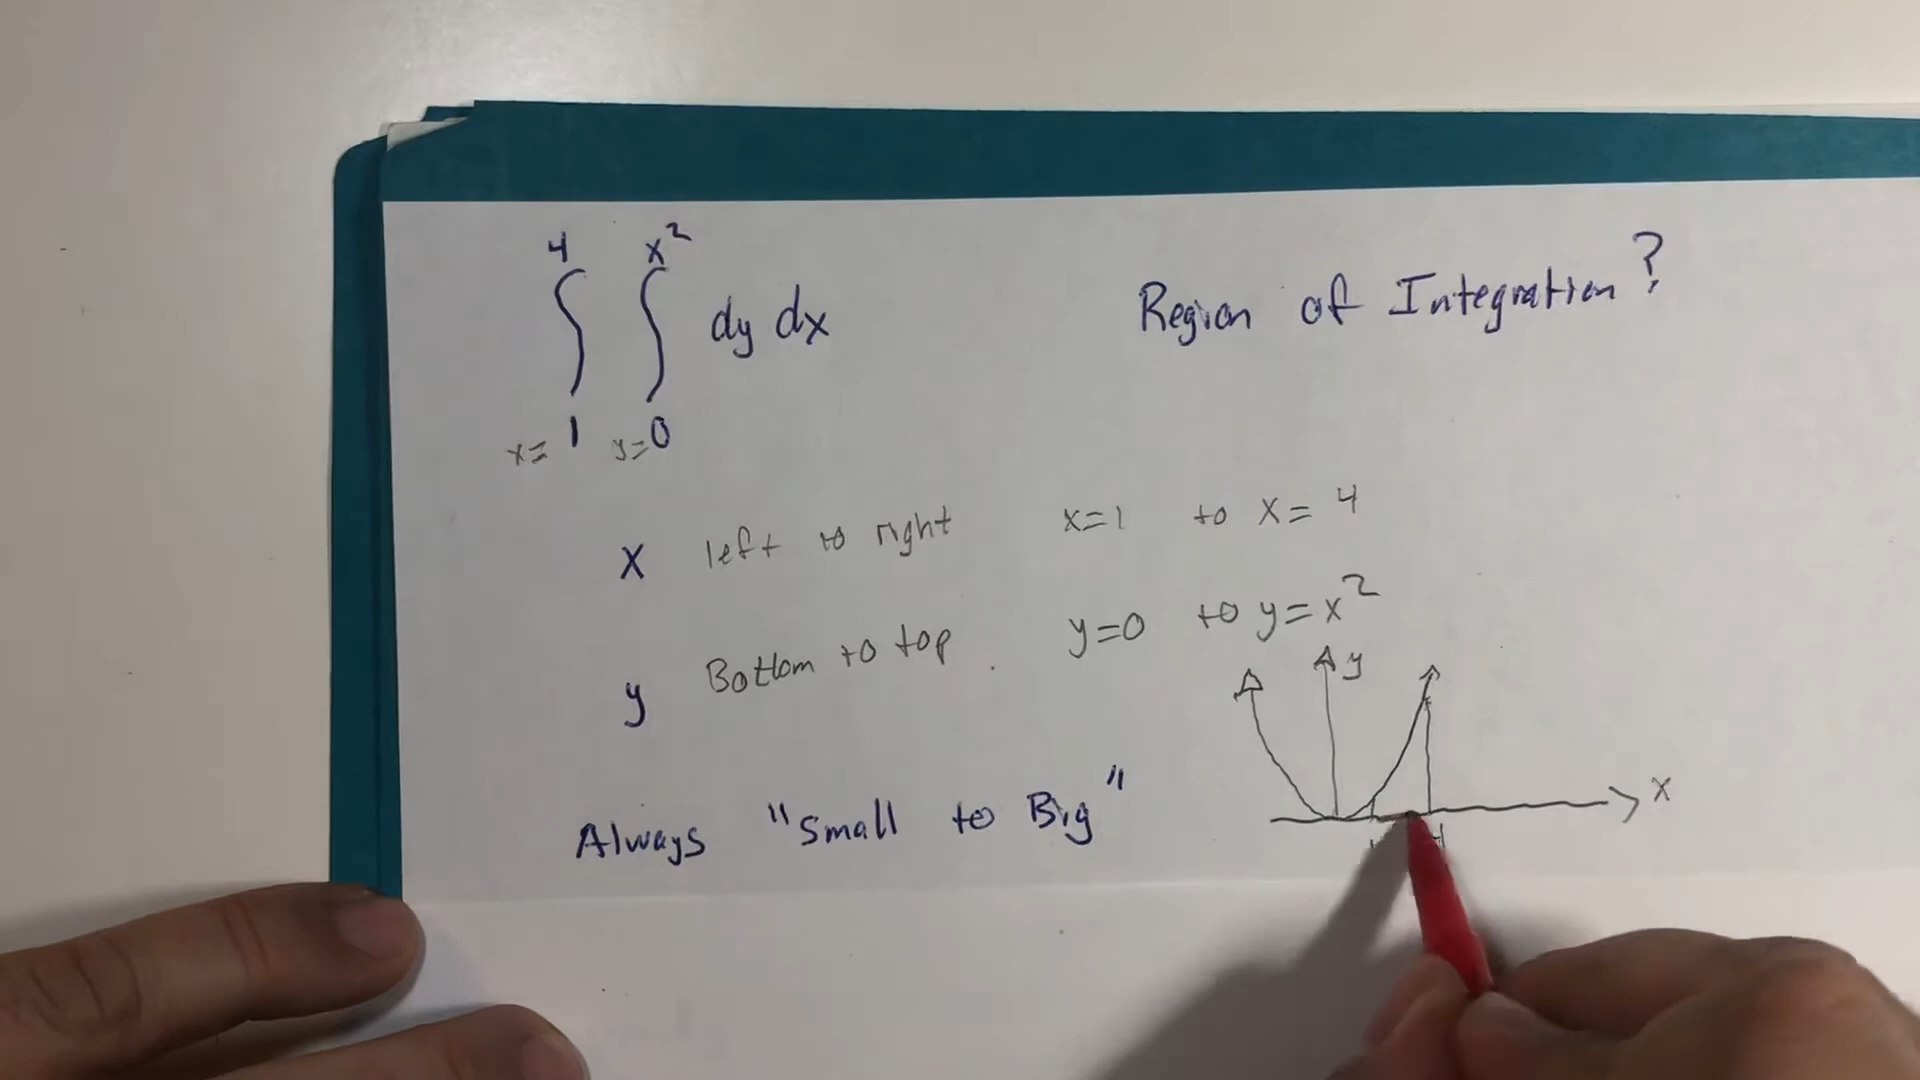 4 x²
∫ ∫ dy dx
x= 1 y=0
Region of Integration?
X left to right x=1 to x= 4
y Bottom to top. y=0 to y=x²
Always "Small to Big"
y
x